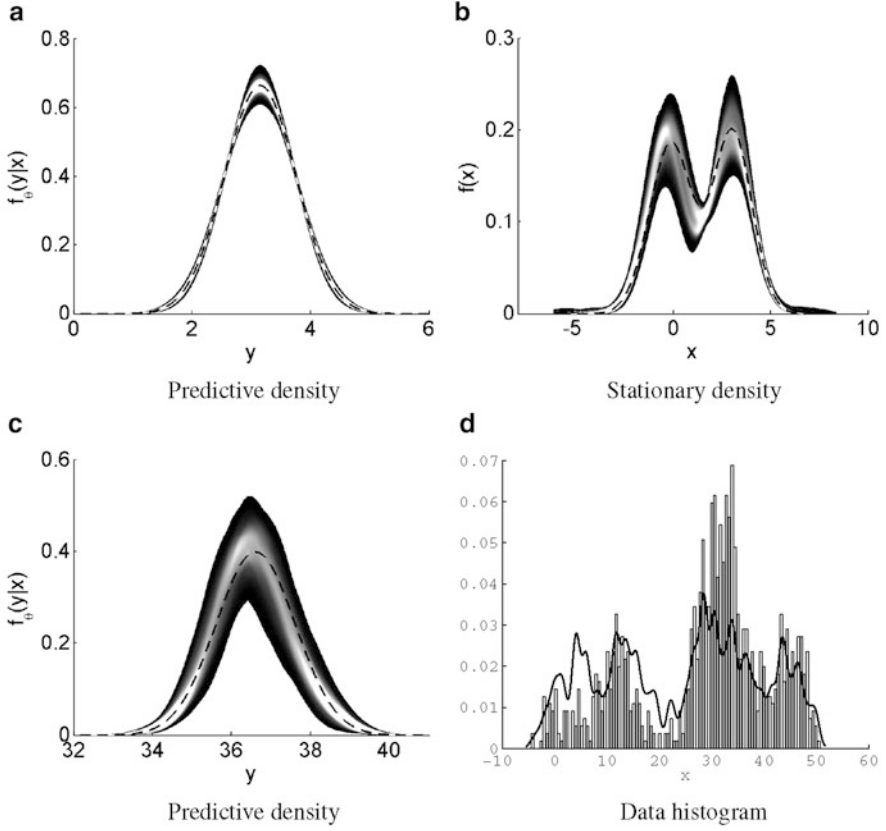 a
0.8
0.6
0.4
0.2
0
0 2 4 6
f_θ(y|x)
y
Predictive density
b
0.3
0.2
0.1
0
-5 0 5 10
f(x)
x
Stationary density
c
0.6
0.4
0.2
0
32 34 36 38 40
f_θ(y|x)
y
Predictive density
d
0.07
0.06
0.05
0.04
0.03
0.02
0.01
0
-10 0 10 20 30 40 50 60
x
Data histogram